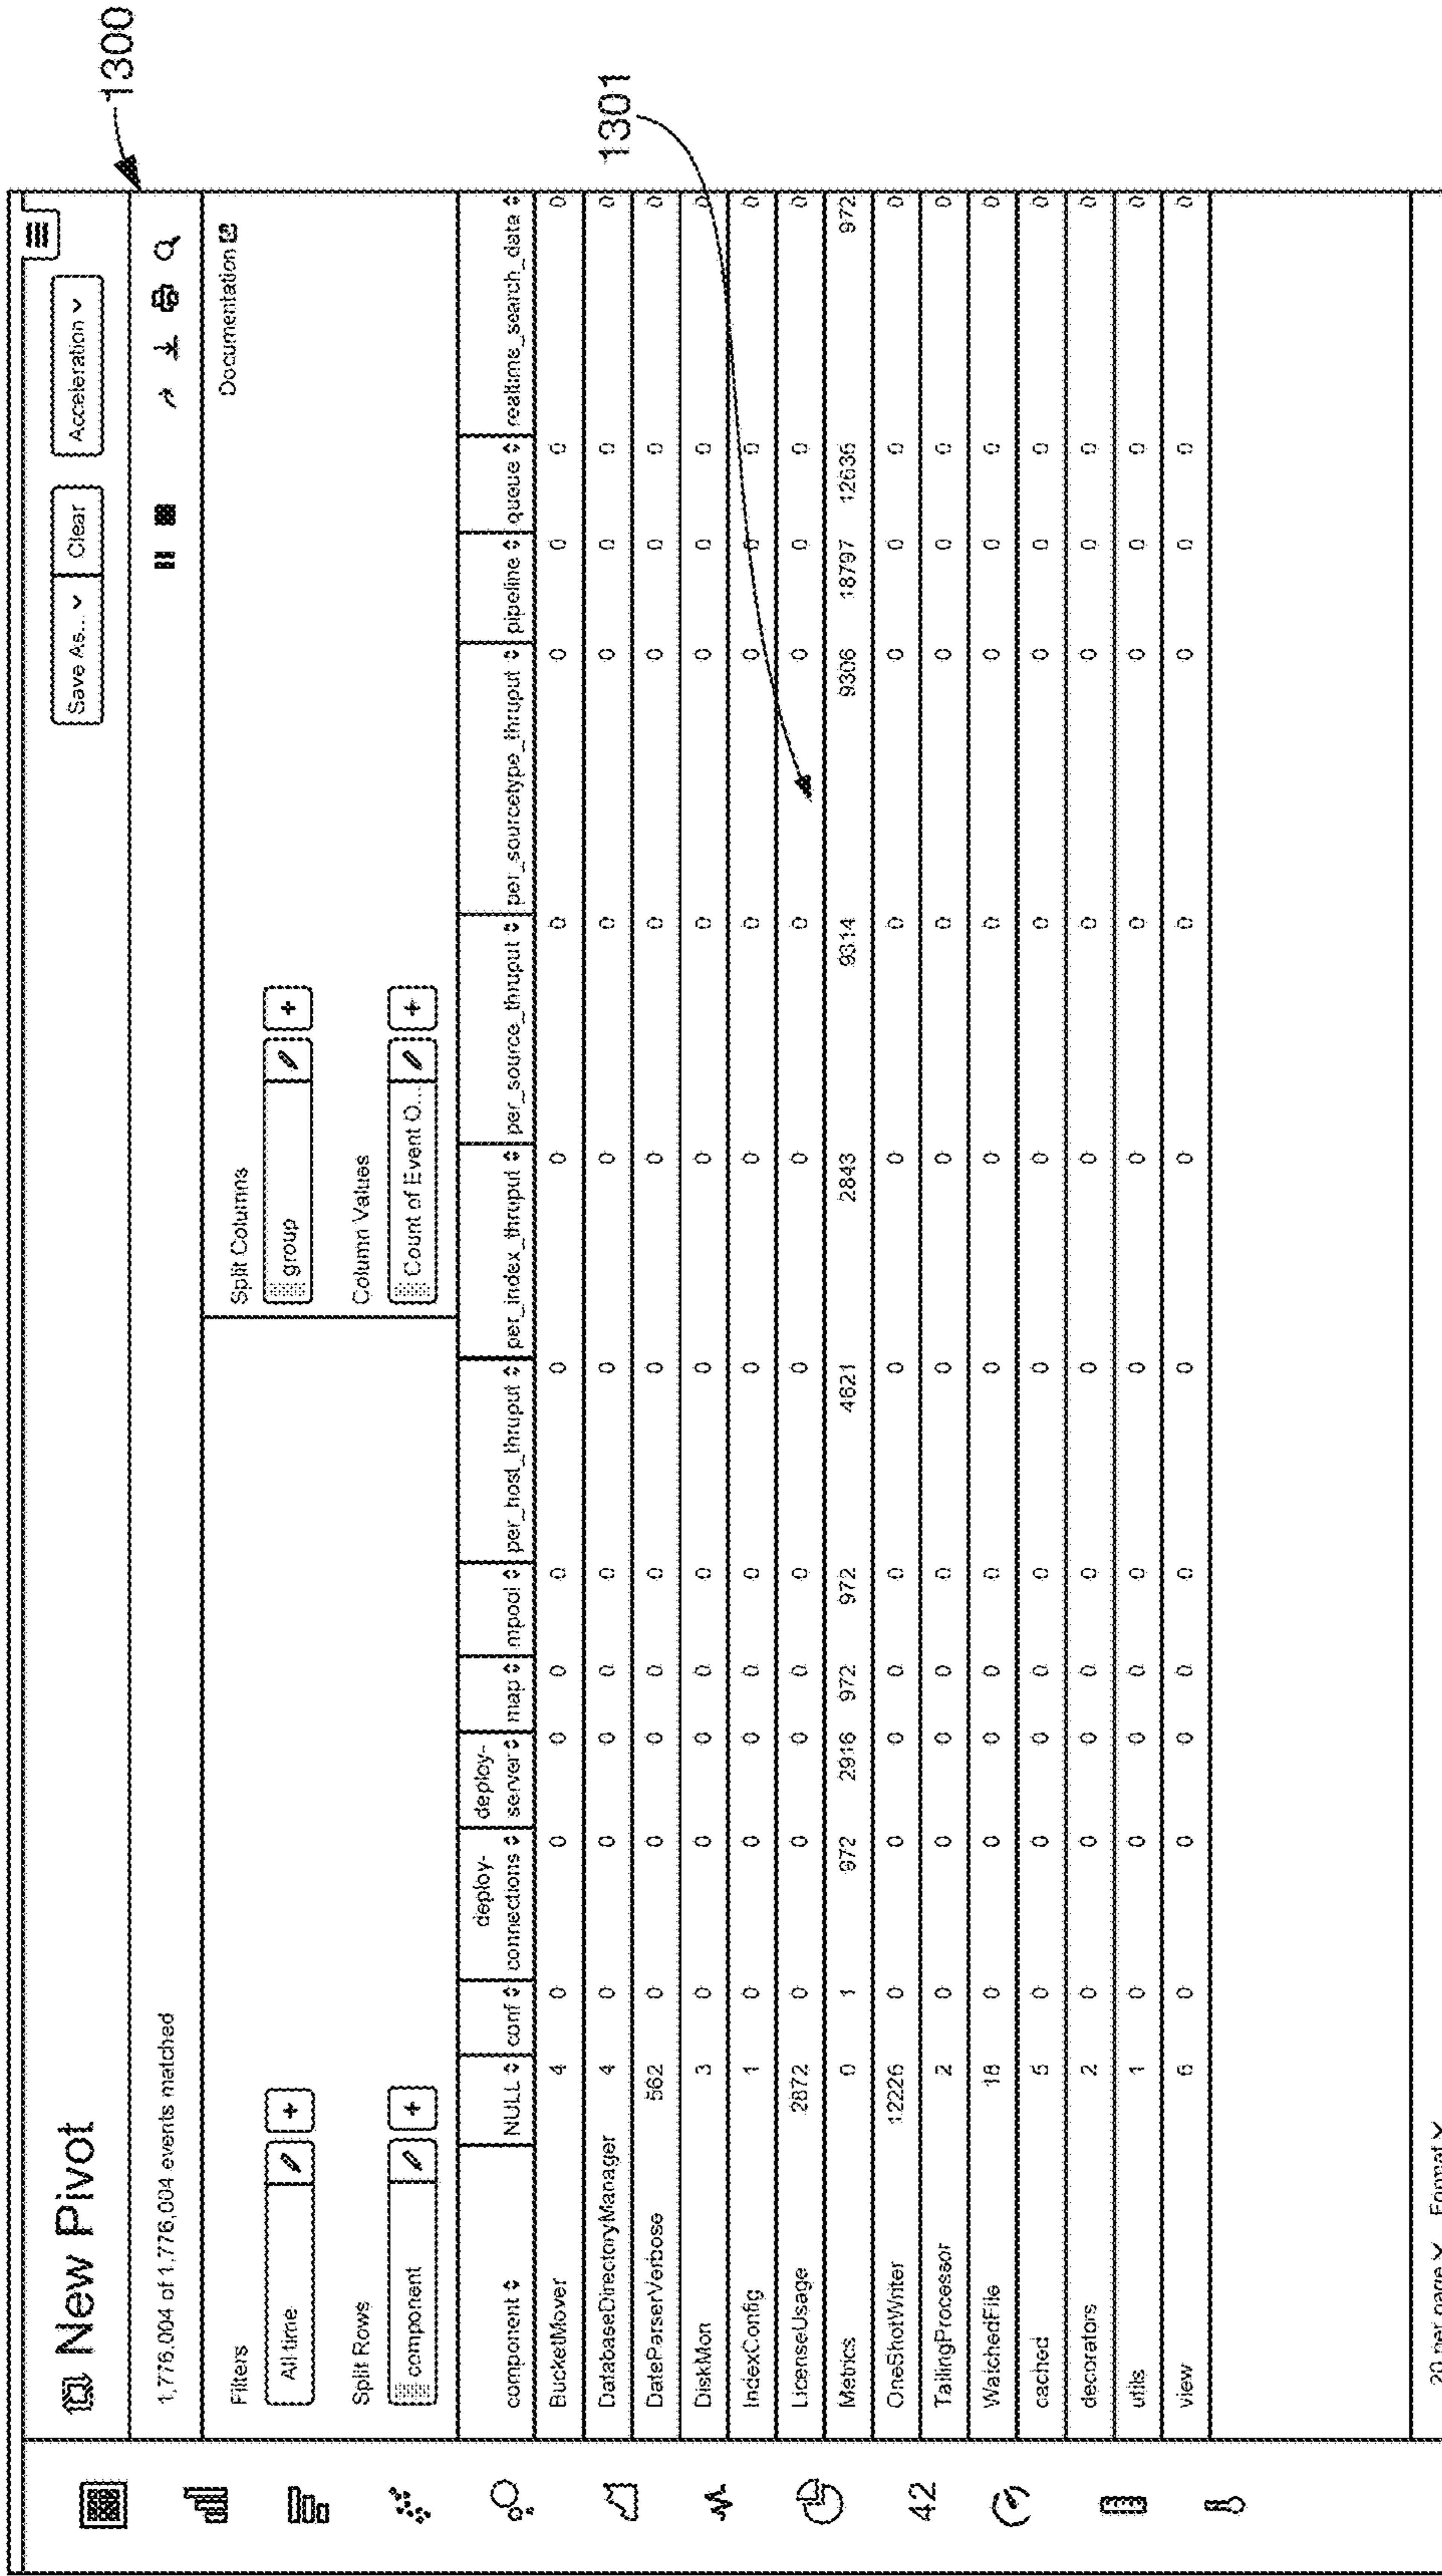 1300
New Pivot
Save As... Clear Acceleration
1,776,004 of 1,776,004 events matched
Filters
All time
+
Split Columns
group
+
Documentation
Split Rows
component
+
Column Values
Count of Event O...
+
1301
component NULL conf deploy-connections deploy-server map mpool per_host_thruput per_index_thruput per_source_thruput per_sourcetype_thruput pipeline queue realtime_search_data
BucketMover 4 0 0 0 0 0 0 0 0 0 0 0 0
DatabaseDirectoryManager 4 0 0 0 0 0 0 0 0 0 0 0 0
DateParserVerbose 562 0 0 0 0 0 0 0 0 0 0 0 0
DiskMon 3 0 0 0 0 0 0 0 0 0 0 0 0
IndexConfig 1 0 0 0 0 0 0 0 0 0 0 0 0
LicenseUsage 2872 0 0 0 0 0 0 0 0 0 0 0 0
Metrics 0 1 972 2916 972 972 4621 2843 9314 9306 18797 12636 972
OneShotWriter 12226 0 0 0 0 0 0 0 0 0 0 0 0
TailingProcessor 2 0 0 0 0 0 0 0 0 0 0 0 0
WatchedFile 18 0 0 0 0 0 0 0 0 0 0 0 0
cached 5 0 0 0 0 0 0 0 0 0 0 0 0
decorators 2 0 0 0 0 0 0 0 0 0 0 0 0
utils 1 0 0 0 0 0 0 0 0 0 0 0 0
view 6 0 0 0 0 0 0 0 0 0 0 0 0
42
20 per page Format